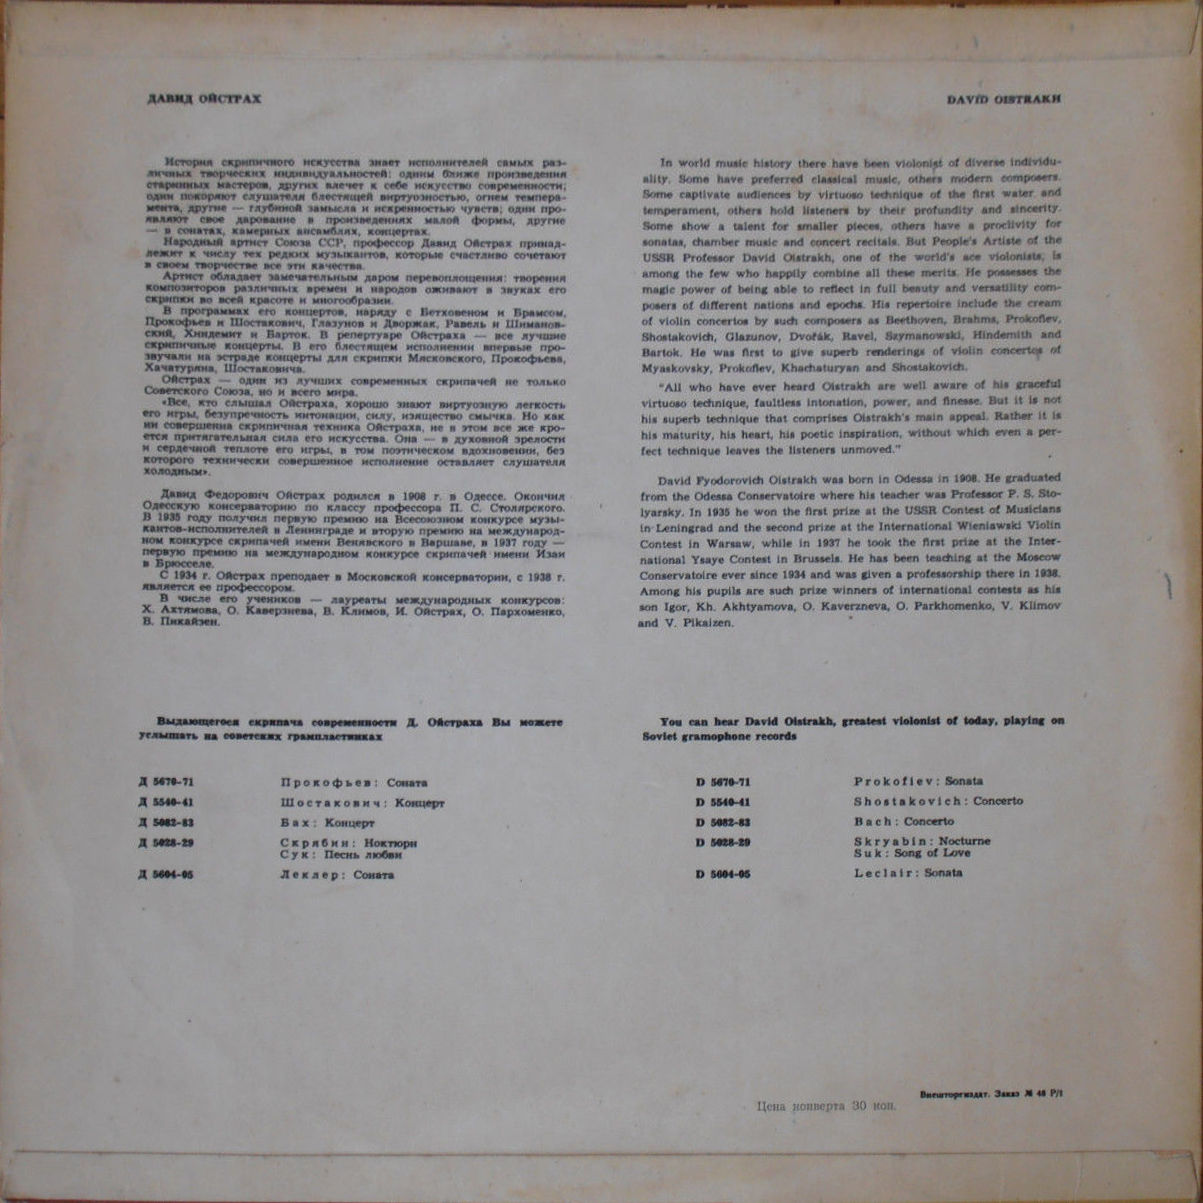 ДАВИД ОЙСТРАХ
История скрипичного искусства знает исполнителей самых раз-
личных творческих индивидуальностей: одним ближе произведения
старинных мастеров, других влечет к себе искусство современности;
одни покоряют слушателя блестящей виртуозностью, огнем темпера-
мента, другие — глубиной замысла и искренностью чувств; одни про-
являют свое дарование в произведениях малой формы, другие
— в сонатах, камерных ансамблях, концертах.
Народный артист Союза ССР, профессор Давид Ойстрах принад-
лежит к числу тех редких музыкантов, которые счастливо сочетают
в своем творчестве все эти качества.
Артист обладает замечательным даром перевоплощения: творения
композиторов различных времен и народов оживают в звуках его
скрипки во всей красоте и многообразии.
В программах его концертов, наряду с Бетховеном и Брамсом,
Прокофьев и Шостакович, Глазунов и Дворжак, Равель и Шиманов-
ский, Хиндемит и Барток. В репертуаре Ойстраха — все лучшие
скрипичные концерты. В его блестящем исполнении впервые про-
звучали на эстраде концерты для скрипки Мясковского, Прокофьева,
Хачатуряна, Шостаковича.
Ойстрах — один из лучших современных скрипачей не только
Советского Союза, но и всего мира.
«Все, кто слышал Ойстраха, хорошо знают виртуозную легкость
его игры, безупречность интонации, силу, изящество смычка. Но как
ни совершенна скрипичная техника Ойстраха, не в этом все же кро-
ется притягательная сила его искусства. Она — в духовной зрелости
и сердечной теплоте его игры, в том поэтическом вдохновении, без
которого технически совершенное исполнение оставляет слушателя
холодным».
Давид Федорович Ойстрах родился в 1908 г. в Одессе. Окончил
Одесскую консерваторию по классу профессора П. С. Столярского.
В 1935 году получил первую премию на Всесоюзном конкурсе музы-
кантов-исполнителей в Ленинграде и вторую премию на международ-
ном конкурсе скрипачей имени Венявского в Варшаве, в 1937 году —
первую премию на международном конкурсе скрипачей имени Изаи
в Брюсселе.
С 1934 г. Ойстрах преподает в Московской консерватории, с 1938 г.
является ее профессором.
В числе его учеников — лауреаты международных конкурсов:
Х. Ахтямова, О. Каверзнева, В. Климов, И. Ойстрах, О. Пархоменко,
В. Пикайзен.
Выдающегося скрипача современности Д. Ойстраха Вы можете
услышать на советских грампластинках
Д 5670-71 Прокофьев: Соната
Д 5540-41 Шостакович: Концерт
Д 5082-83 Бах: Концерт
Д 5028-29 Скрябин: Ноктюрн
Сук: Песнь любви
Д 5604-05 Леклер: Соната
DAVID OISTRAKH
In world music history there have been violonist of diverse individu-
ality. Some have preferred classical music, others modern composers.
Some captivate audiences by virtuoso technique of the first water and
temperament, others hold listeners by their profundity and sincerity.
Some show a talent for smaller pieces, others have a proclivity for
sonatas, chamber music and concert recitals. But People's Artiste of the
USSR Professor David Oistrakh, one of the world's ace violonists, is
among the few who happily combine all these merits. He possesses the
magic power of being able to reflect in full beauty and versatility com-
posers of different nations and epochs. His repertoire include the cream
of violin concertos by such composers as Beethoven, Brahms, Prokofiev,
Shostakovich, Glazunov, Dvořák, Ravel, Szymanowski, Hindemith and
Bartok. He was first to give superb renderings of violin concertos of
Myaskovsky, Prokofiev, Khachaturyan and Shostakovich.
"All who have ever heard Oistrakh are well aware of his graceful
virtuoso technique, faultless intonation, power, and finesse. But it is not
his superb technique that comprises Oistrakh's main appeal. Rather it is
his maturity, his heart, his poetic inspiration, without which even a per-
fect technique leaves the listeners unmoved."
David Fyodorovich Oistrakh was born in Odessa in 1908. He graduated
from the Odessa Conservatoire where his teacher was Professor P. S. Sto-
lyarsky. In 1935 he won the first prize at the USSR Contest of Musicians
in Leningrad and the second prize at the International Wieniawski Violin
Contest in Warsaw, while in 1937 he took the first prize at the Inter-
national Ysaye Contest in Brussels. He has been teaching at the Moscow
Conservatoire ever since 1934 and was given a professorship there in 1938.
Among his pupils are such prize winners of international contests as his
son Igor, Kh. Akhtyamova, O. Kaverzneva, O. Parkhomenko, V. Klimov
and V. Pikaizen.
You can hear David Oistrakh, greatest violonist of today, playing on
Soviet gramophone records
D 5670-71 Prokofiev: Sonata
D 5540-41 Shostakovich: Concerto
D 5082-83 Bach: Concerto
D 5028-29 Skryabin: Nocturne
Suk: Song of Love
D 5604-05 Leclair: Sonata
Внешторгиздат. Заказ № 48 Р/1
Цена конверта 30 коп.